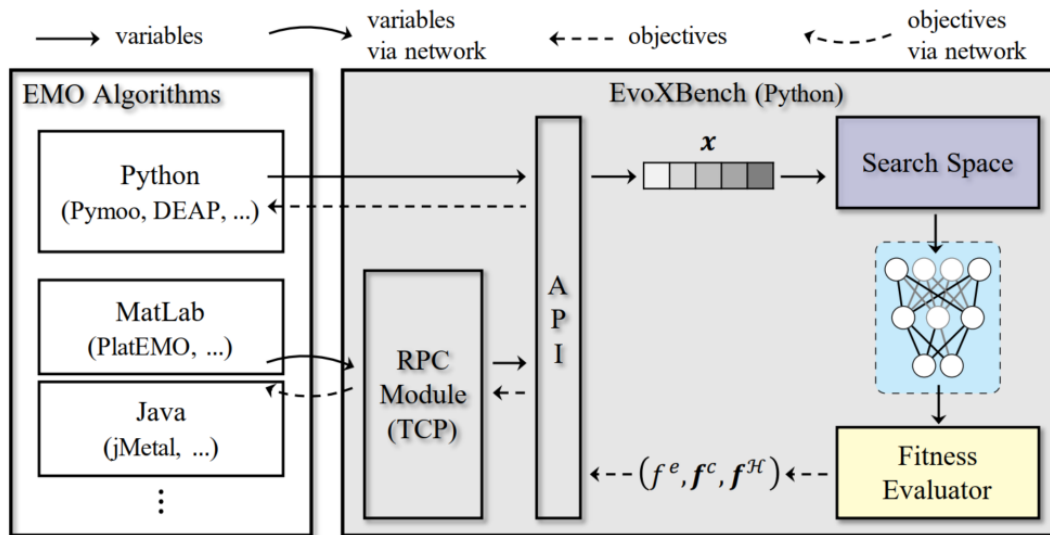 variables
variables
via network
objectives
objectives
via network
EMO Algorithms
EvoXBench (Python)
Python
(Pymoo, DEAP, ...)
MatLab
(PlatEMO, ...)
Java
(jMetal, ...)
⋮
RPC
Module
(TCP)
A
P
I
x
Search Space
Fitness
Evaluator
(f^e, f^c, f^ℋ)